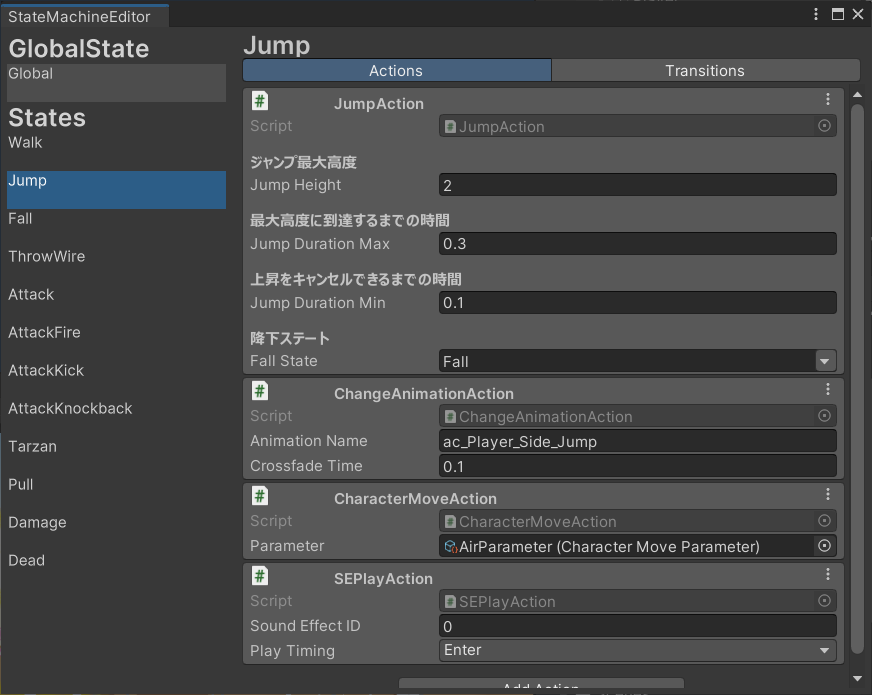 StateMachineEditor
GlobalState
Global
States
Walk
Jump
Fall
ThrowWire
Attack
AttackFire
AttackKick
AttackKnockback
Tarzan
Pull
Damage
Dead
Jump
Actions
Transitions
# JumpAction
Script JumpAction
ジャンプ最大高度
Jump Height 2
最大高度に到達するまでの時間
Jump Duration Max 0.3
上昇をキャンセルできるまでの時間
Jump Duration Min 0.1
降下ステート
Fall State Fall
# ChangeAnimationAction
Script ChangeAnimationAction
Animation Name ac_Player_Side_Jump
Crossfade Time 0.1
# CharacterMoveAction
Script CharacterMoveAction
Parameter AirParameter (Character Move Parameter)
# SEPlayAction
Script SEPlayAction
Sound Effect ID 0
Play Timing Enter
Add Action